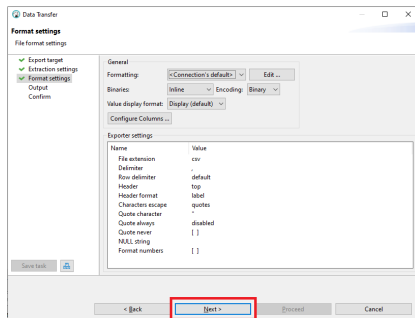 Data Transfer
Format settings
File format settings
Export target
Extraction settings
Format settings
Output
Confirm
General
Formatting: <Connection's default> Edit ...
Binaries: Inline Encoding: Binary
Value display format: Display (default)
Configure Columns ...
Exporter settings
Name Value
File extension csv
Delimiter ,
Row delimiter default
Header top
Header format label
Characters escape quotes
Quote character "
Quote always disabled
Quote never [ ]
NULL string
Format numbers [ ]
Save task
< Back Next > Proceed Cancel